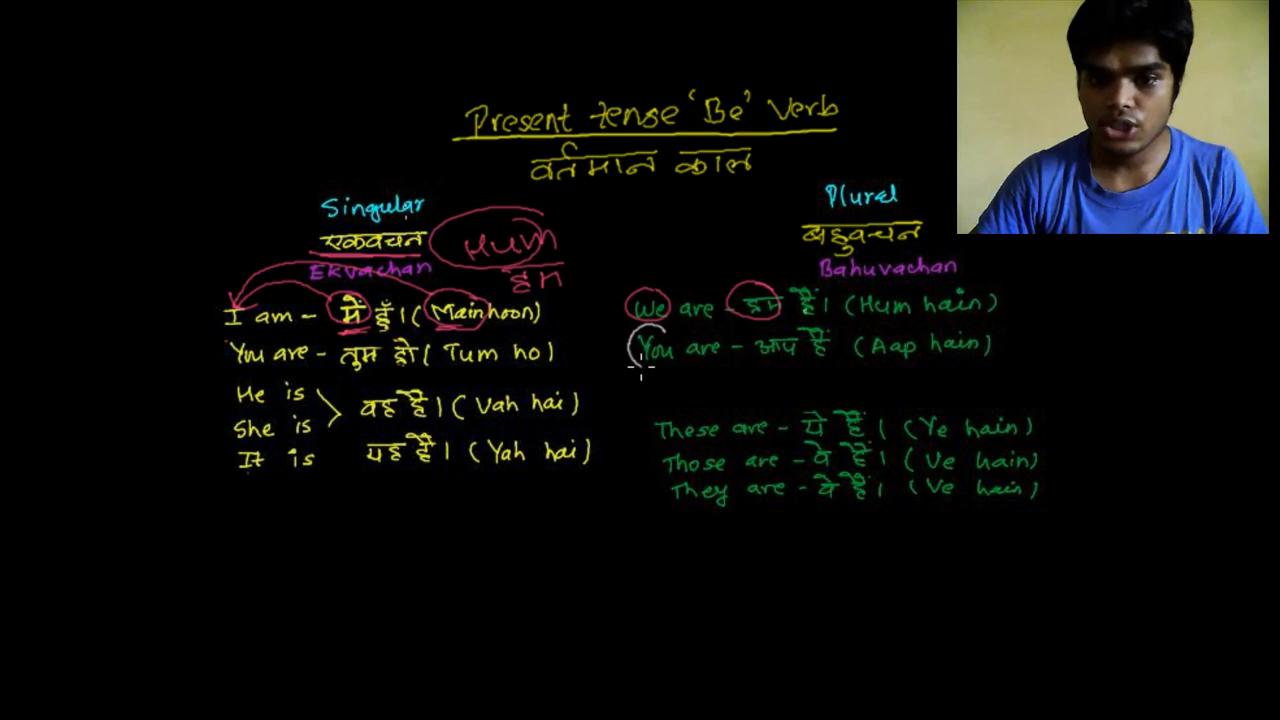 Present tense 'Be' Verb
वर्तमान काल
Singular
एकवचन
Ekvachan
Hum
हम
I am - मैं हूँ। (Main hoon)
You are - तुम हो (Tum ho)
He is
She is
वह है। (Vah hai)
It is
यह है। (Yah hai)
Plural
बहुवचन
Bahuvachan
We are - हम हैं। (Hum hain)
You are - आप हैं (Aap hain)
These are - ये हैं। (Ye hain)
Those are - वे हैं। (Ve hain)
They are - वे हैं। (Ve hain)